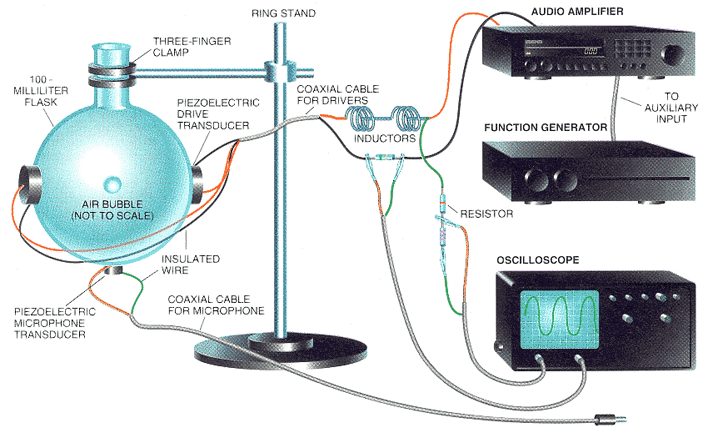 RING STAND
AUDIO AMPLIFIER
THREE-FINGER
CLAMP
100-
MILLILITER
FLASK
PIEZOELECTRIC
DRIVE
TRANSDUCER
COAXIAL CABLE
FOR DRIVERS
INDUCTORS
TO
AUXILIARY
INPUT
FUNCTION GENERATOR
AIR BUBBLE
(NOT TO SCALE)
RESISTOR
INSULATED
WIRE
OSCILLOSCOPE
PIEZOELECTRIC
MICROPHONE
TRANSDUCER
COAXIAL CABLE
FOR MICROPHONE